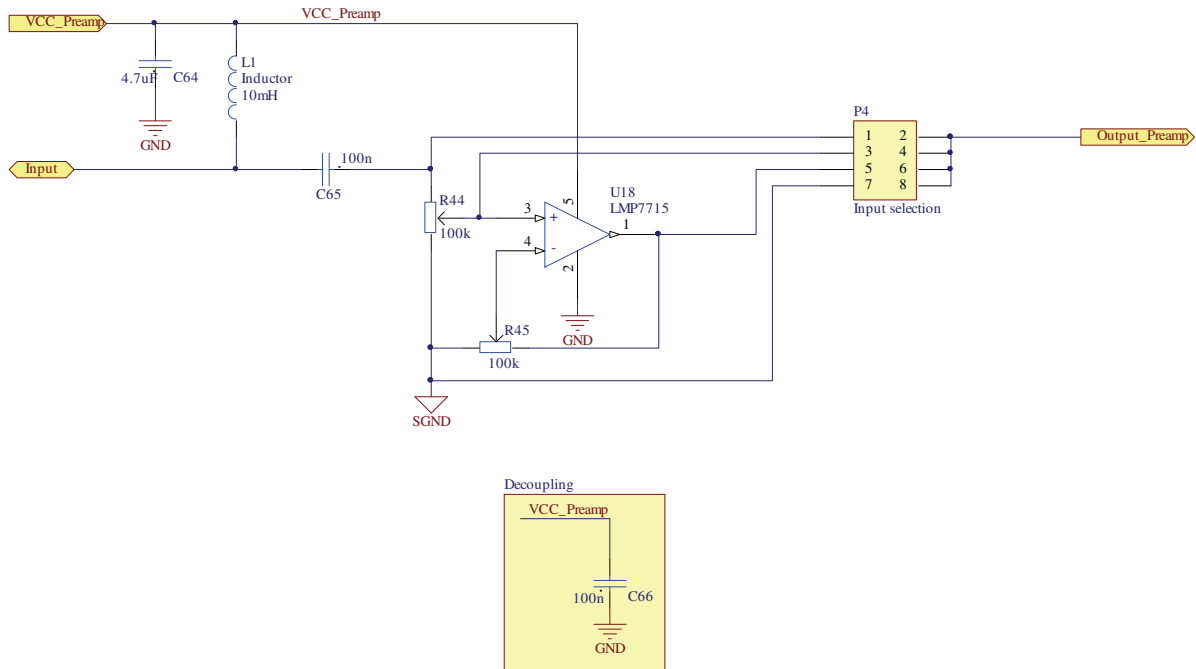 VCC_Preamp
VCC_Preamp
4.7uF
C64
L1
Inductor
10mH
GND
Input
100n
C65
R44
100k
3
4
+
-
5
2
1
U18
LMP7715
GND
R45
100k
SGND
P4
1 2
3 4
5 6
7 8
Input selection
Output_Preamp
Decoupling
VCC_Preamp
100n
C66
GND